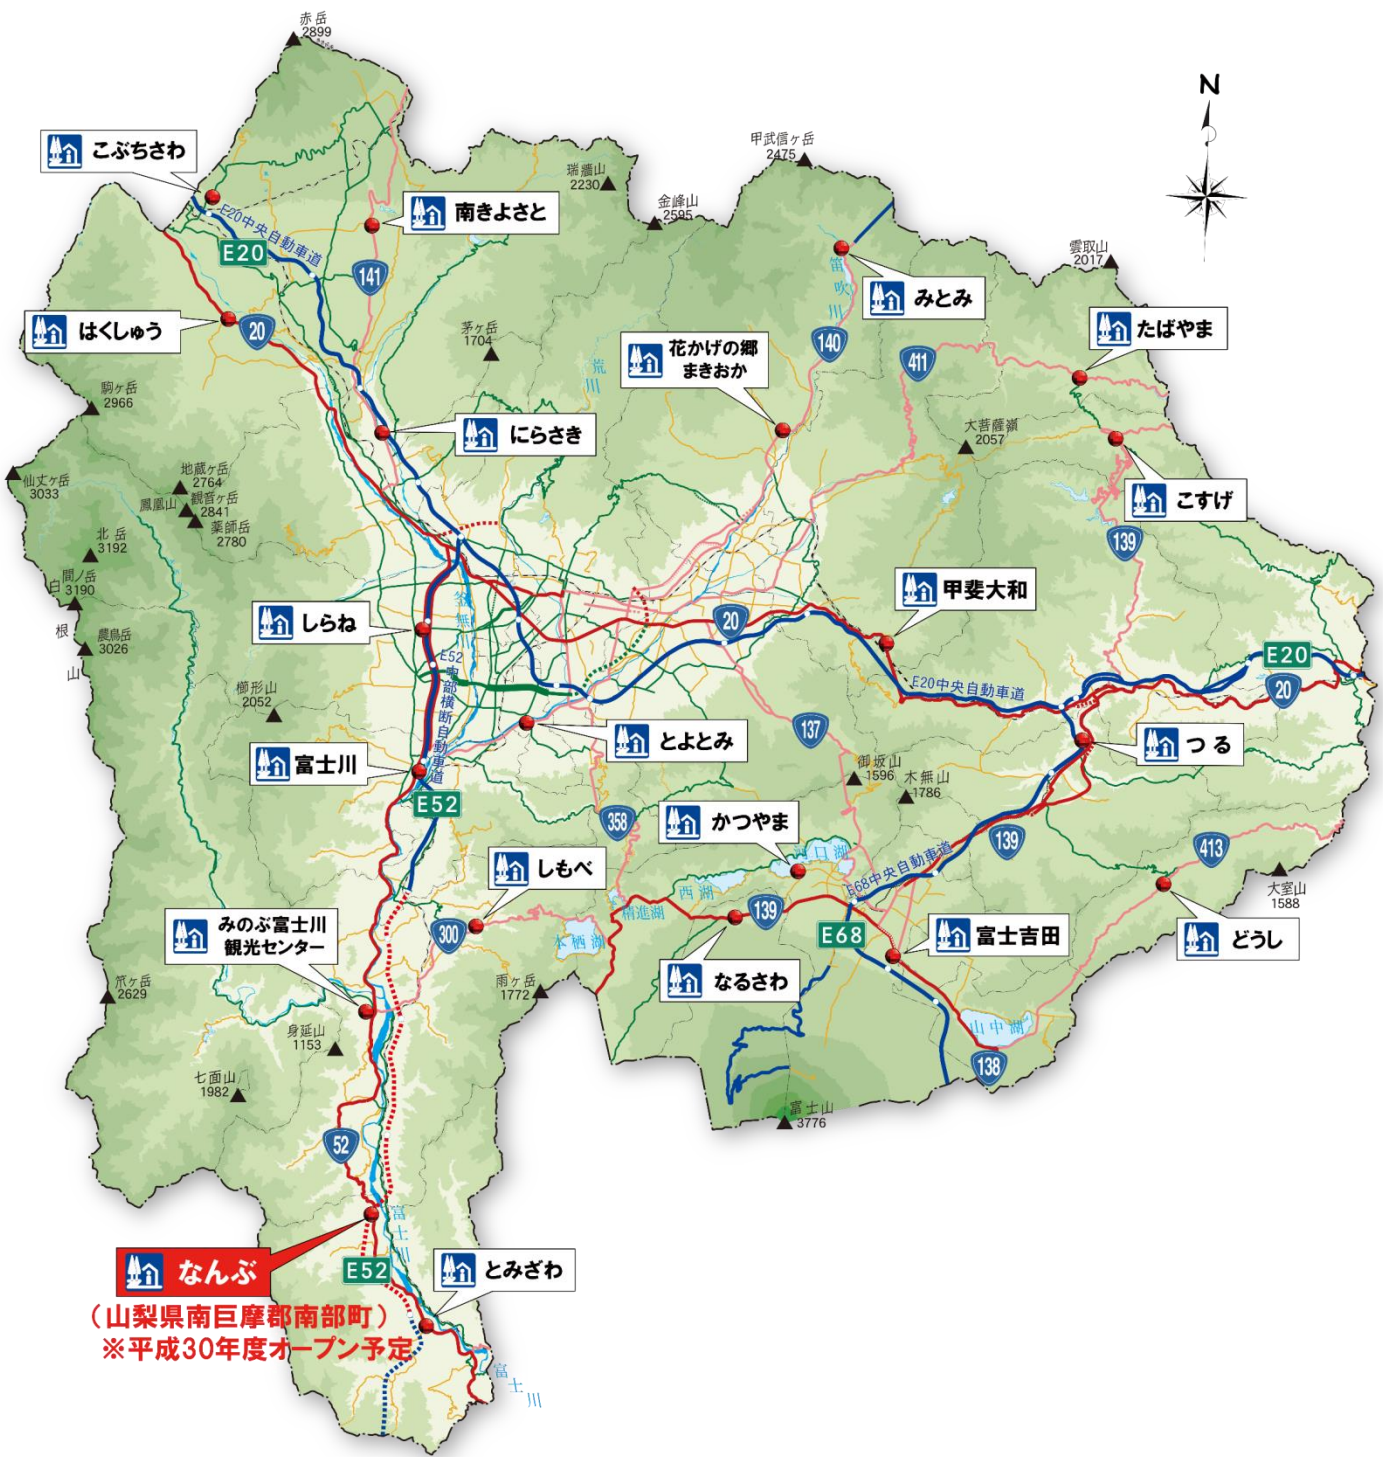 赤岳
2899
N
こぶちさわ
甲武信ヶ岳
2475
瑞牆山
2230
南きよさと
金峰山
2595
E20中央自動車道
E20
雲取山
2017
141
笛吹川
みとみ
はくしゅう
20
茅ヶ岳
1704
荒川
花かげの郷
まきおか
140
411
たばやま
駒ヶ岳
2966
にらさき
大菩薩嶺
2057
仙丈ヶ岳
3033
地蔵ヶ岳
2764
鳳凰山
観音ヶ岳
2841
薬師岳
2780
こすげ
139
北岳
3192
間ノ岳
3190
白根山
農鳥岳
3026
釜無川
甲斐大和
しらね
20
E52中部横断自動車道
E20中央自動車道
E20
20
櫛形山
2052
とよとみ
137
つる
富士川
御坂山
1596
木無山
1786
E52
358
かつやま
139
413
河口湖
西湖
E68中央自動車道
大室山
1588
しもべ
精進湖
139
みのぶ富士川
観光センター
300
本栖湖
E68
富士吉田
どうし
なるさわ
笊ヶ岳
2629
雨ヶ岳
1772
山中湖
身延山
1153
138
七面山
1982
富士山
3776
52
富士川
なんぶ
E52
とみざわ
(山梨県南巨摩郡南部町)
※平成30年度オープン予定
富士川